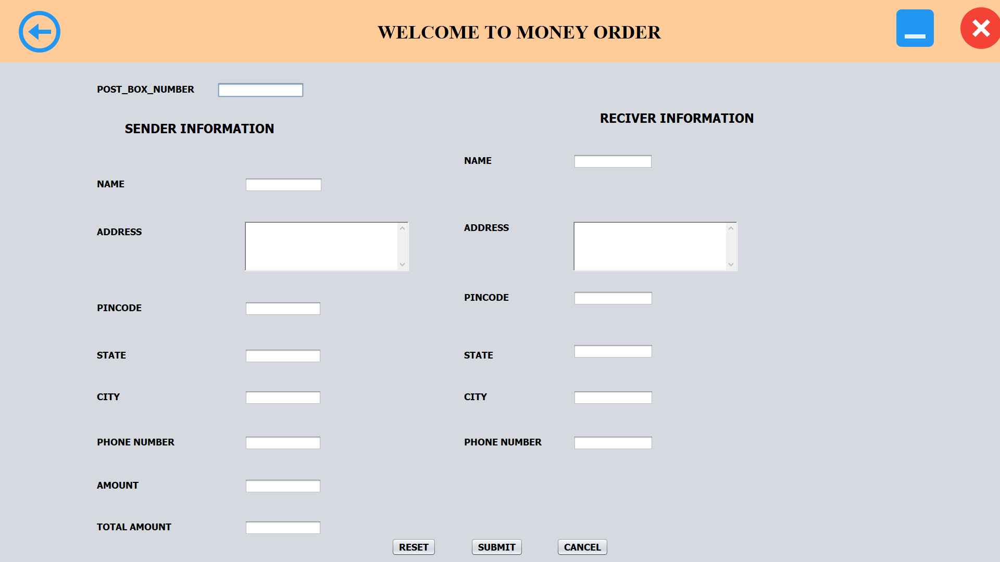 WELCOME TO MONEY ORDER
POST_BOX_NUMBER
SENDER INFORMATION
NAME
ADDRESS
PINCODE
STATE
CITY
PHONE NUMBER
AMOUNT
TOTAL AMOUNT
RECIVER INFORMATION
NAME
ADDRESS
PINCODE
STATE
CITY
PHONE NUMBER
RESET SUBMIT CANCEL